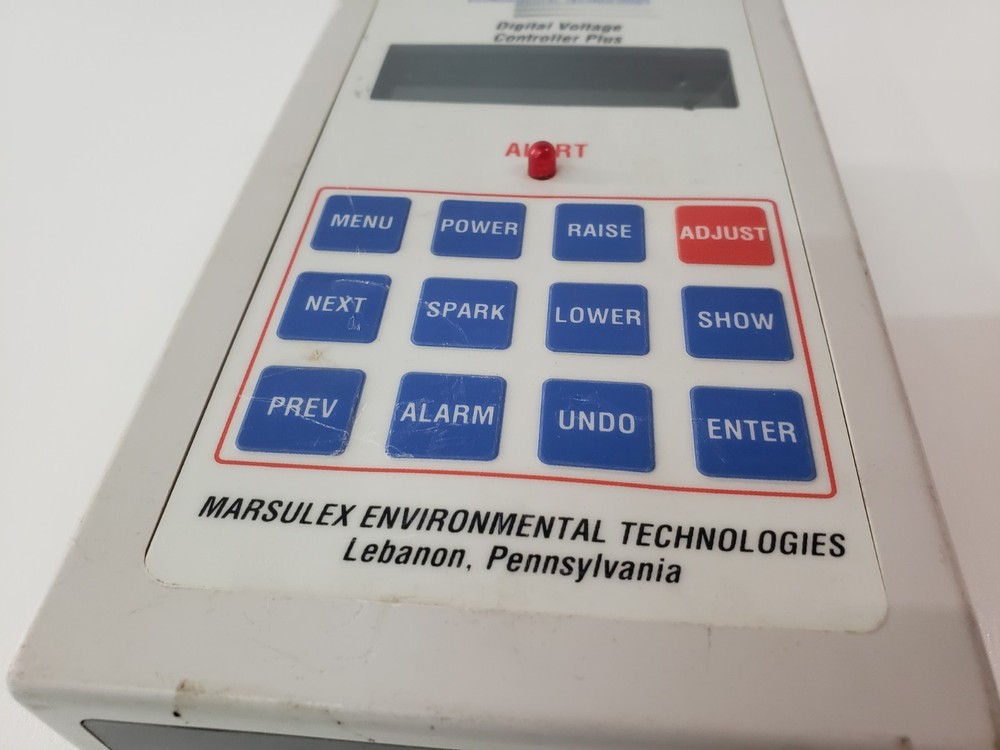 Digital Voltage
Controller Plus
ALERT
MENU POWER RAISE ADJUST
NEXT SPARK LOWER SHOW
PREV ALARM UNDO ENTER
MARSULEX ENVIRONMENTAL TECHNOLOGIES
Lebanon, Pennsylvania